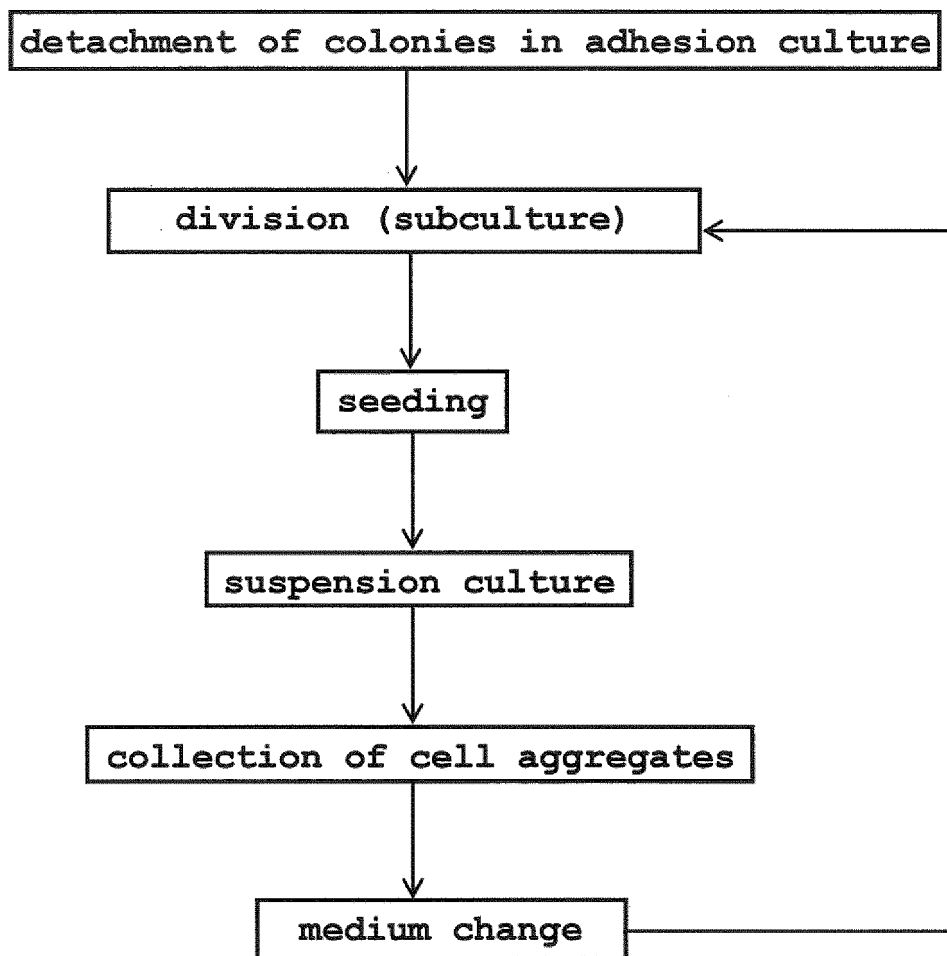 detachment of colonies in adhesion culture
division (subculture)
seeding
suspension culture
collection of cell aggregates
medium change